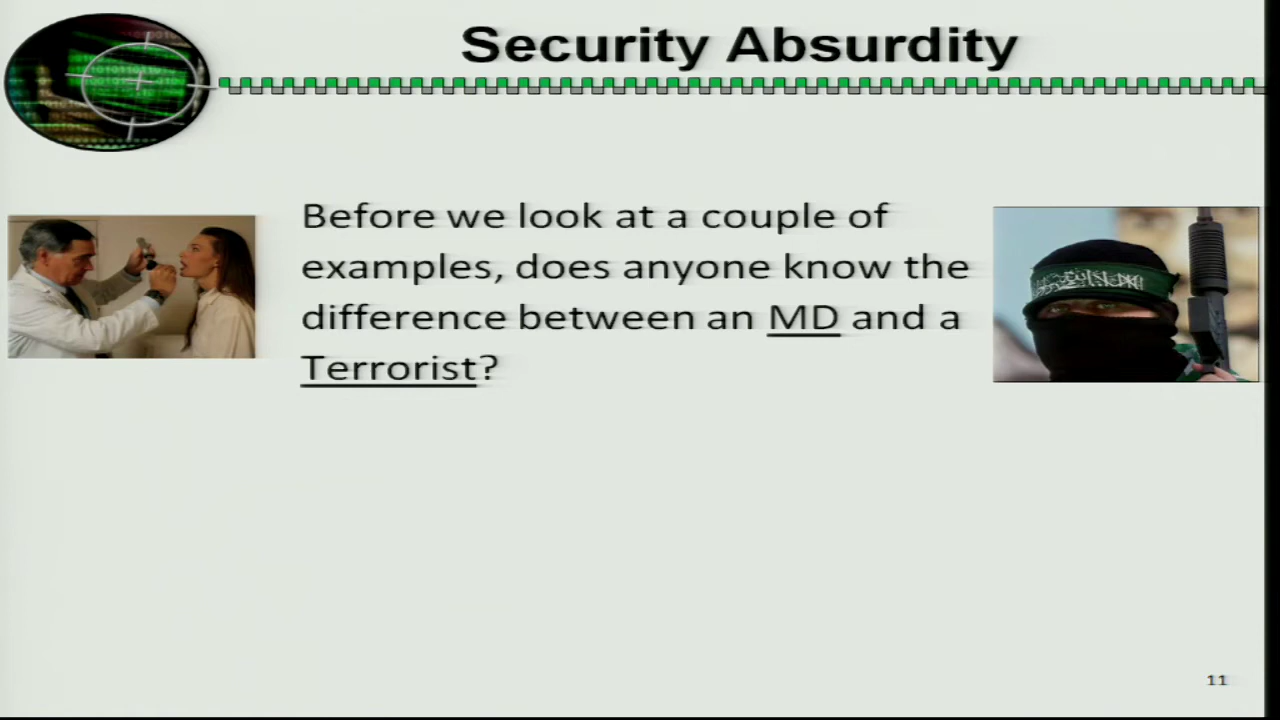 Security Absurdity
Before we look at a couple of
examples, does anyone know the
difference between an MD and a
Terrorist?
11